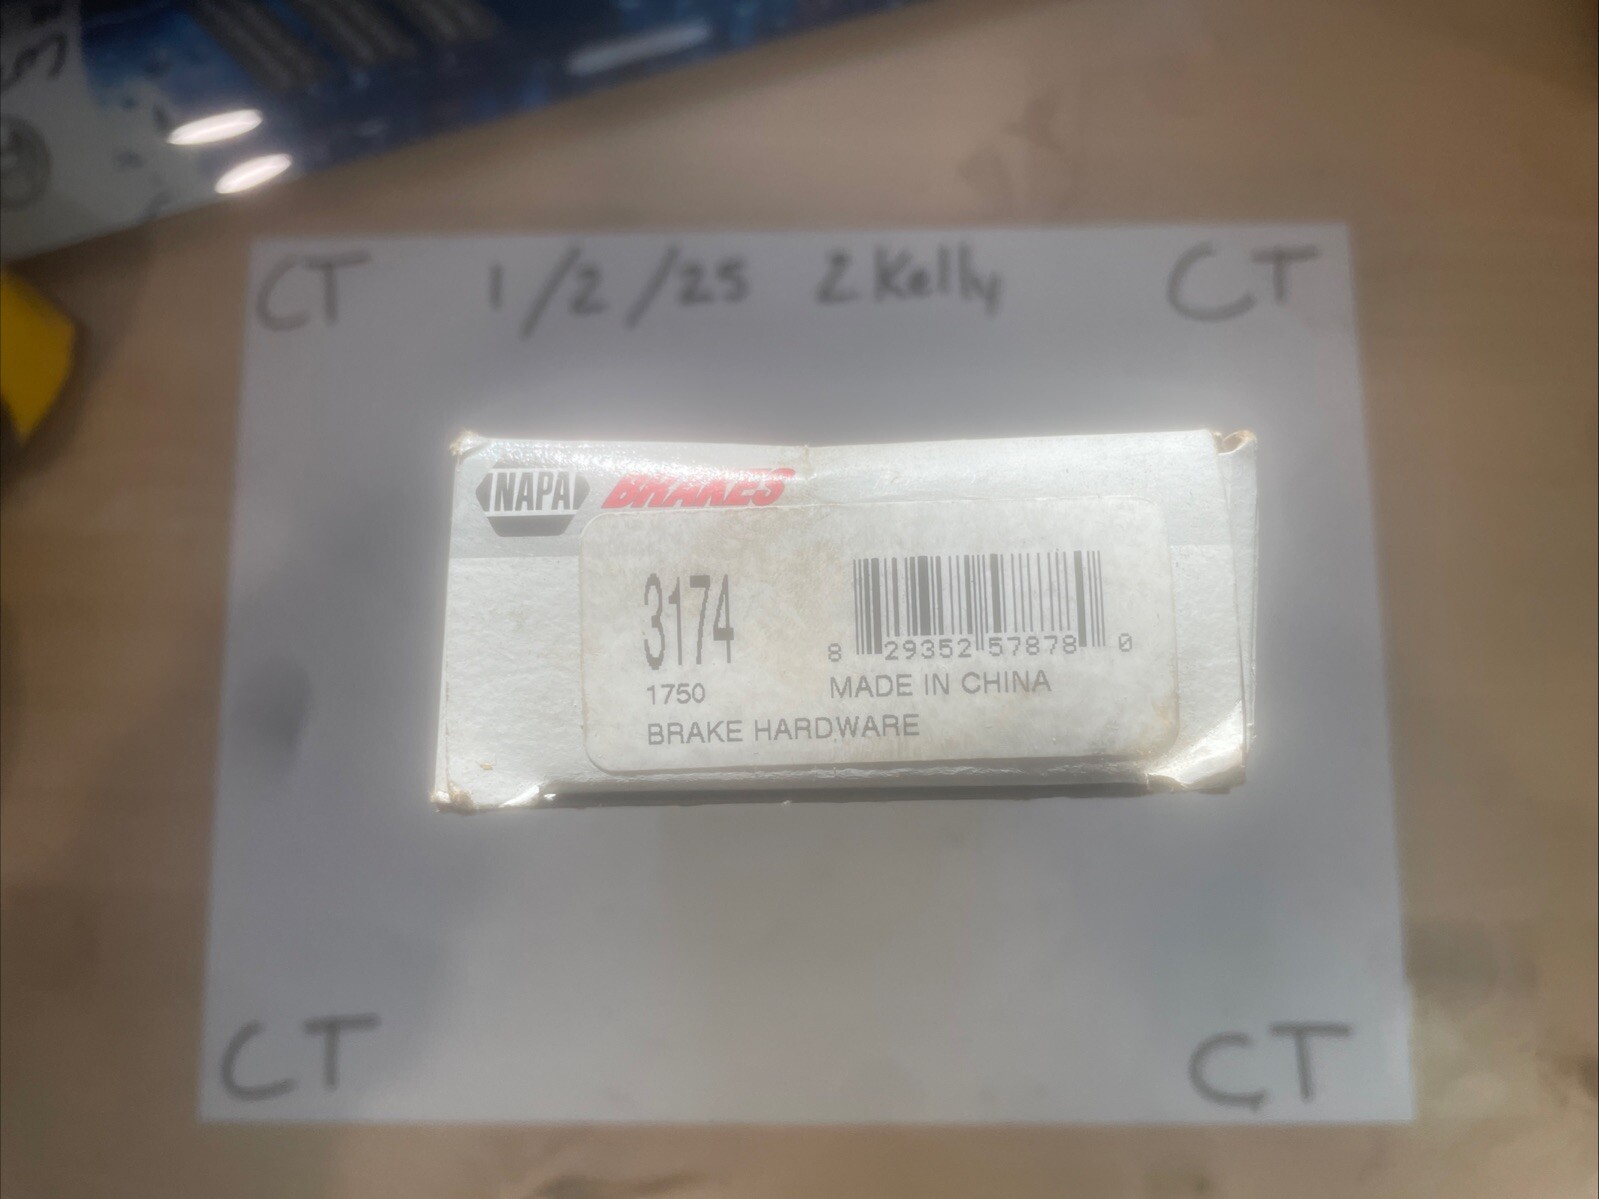 CT 1/2/25 Z Kelly CT
NAPA BRAKES
3174
8 29352 57878 0
1750 MADE IN CHINA
BRAKE HARDWARE
CT CT